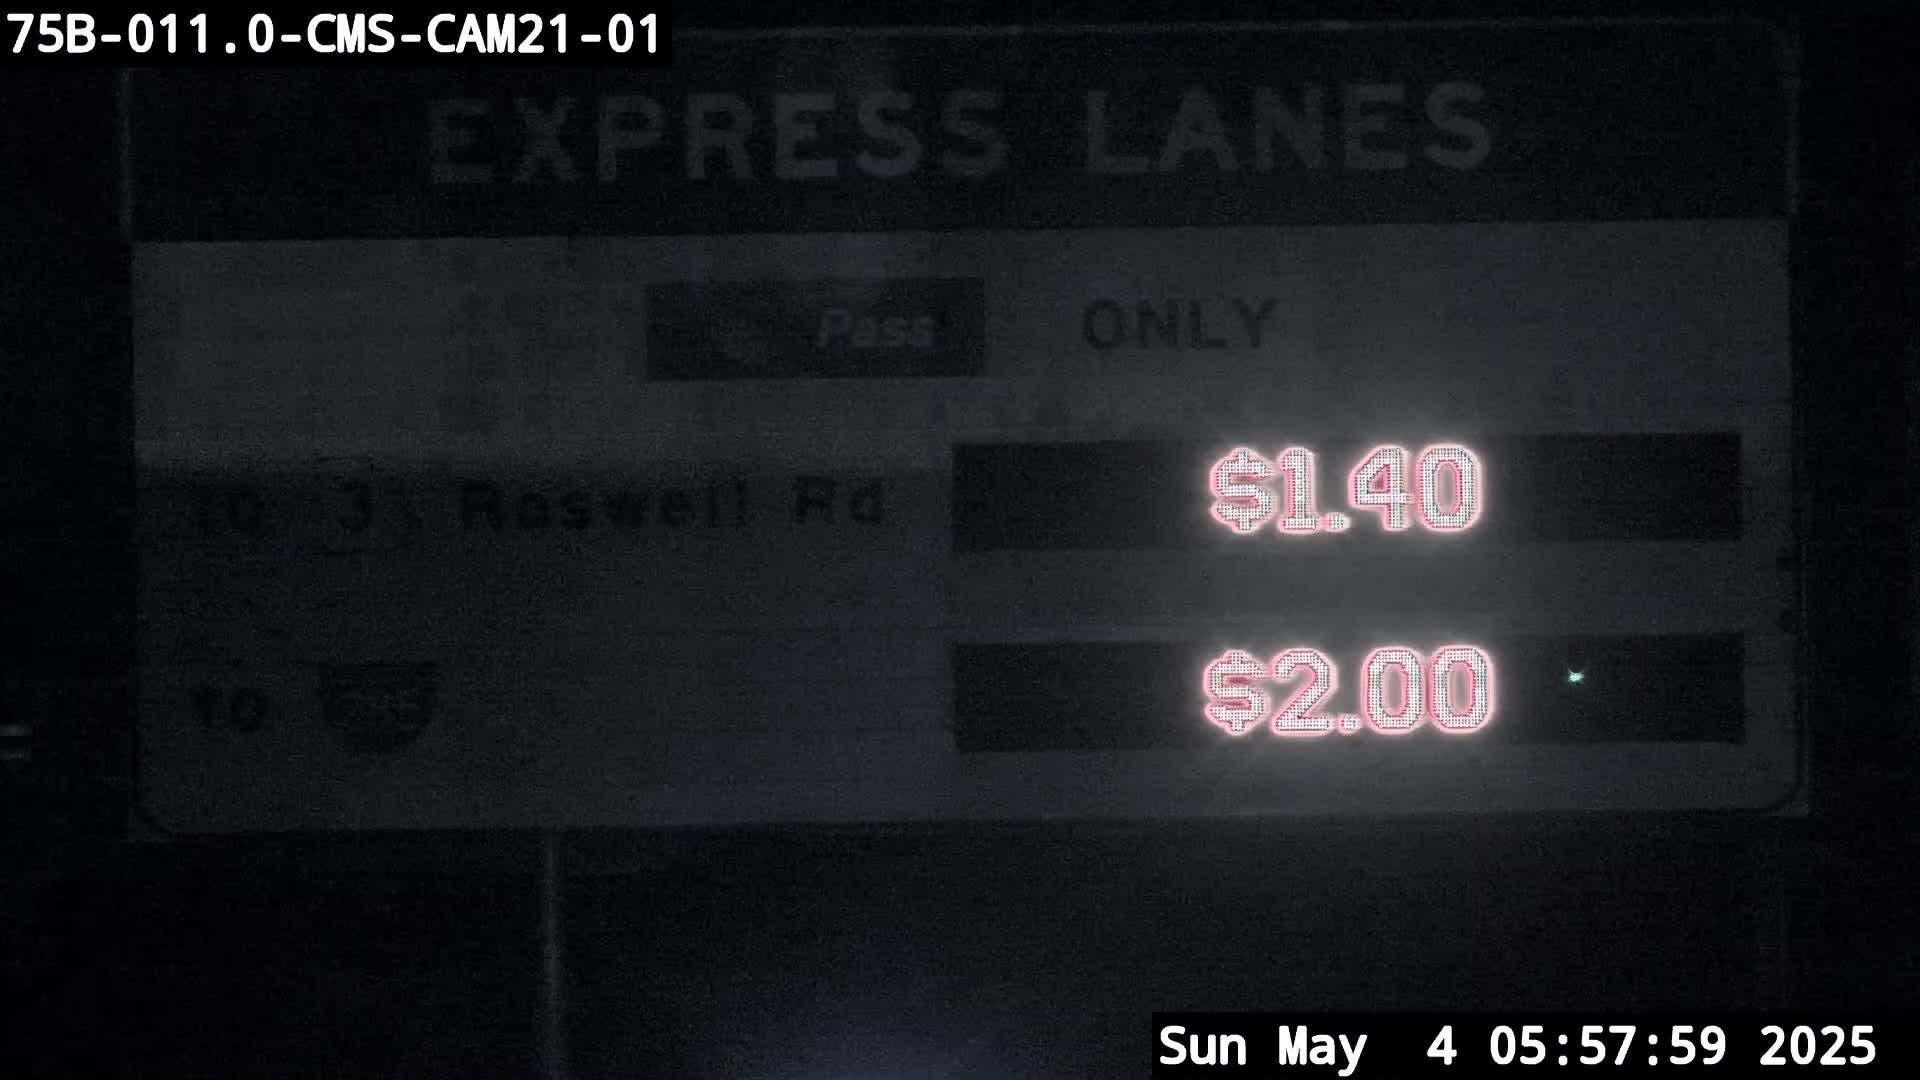 75B-011.0-CMS-CAM21-01
EXPRESS LANES
Pass ONLY
TO Roswell Rd $1.40
TO $2.00
Sun May 4 05:57:59 2025